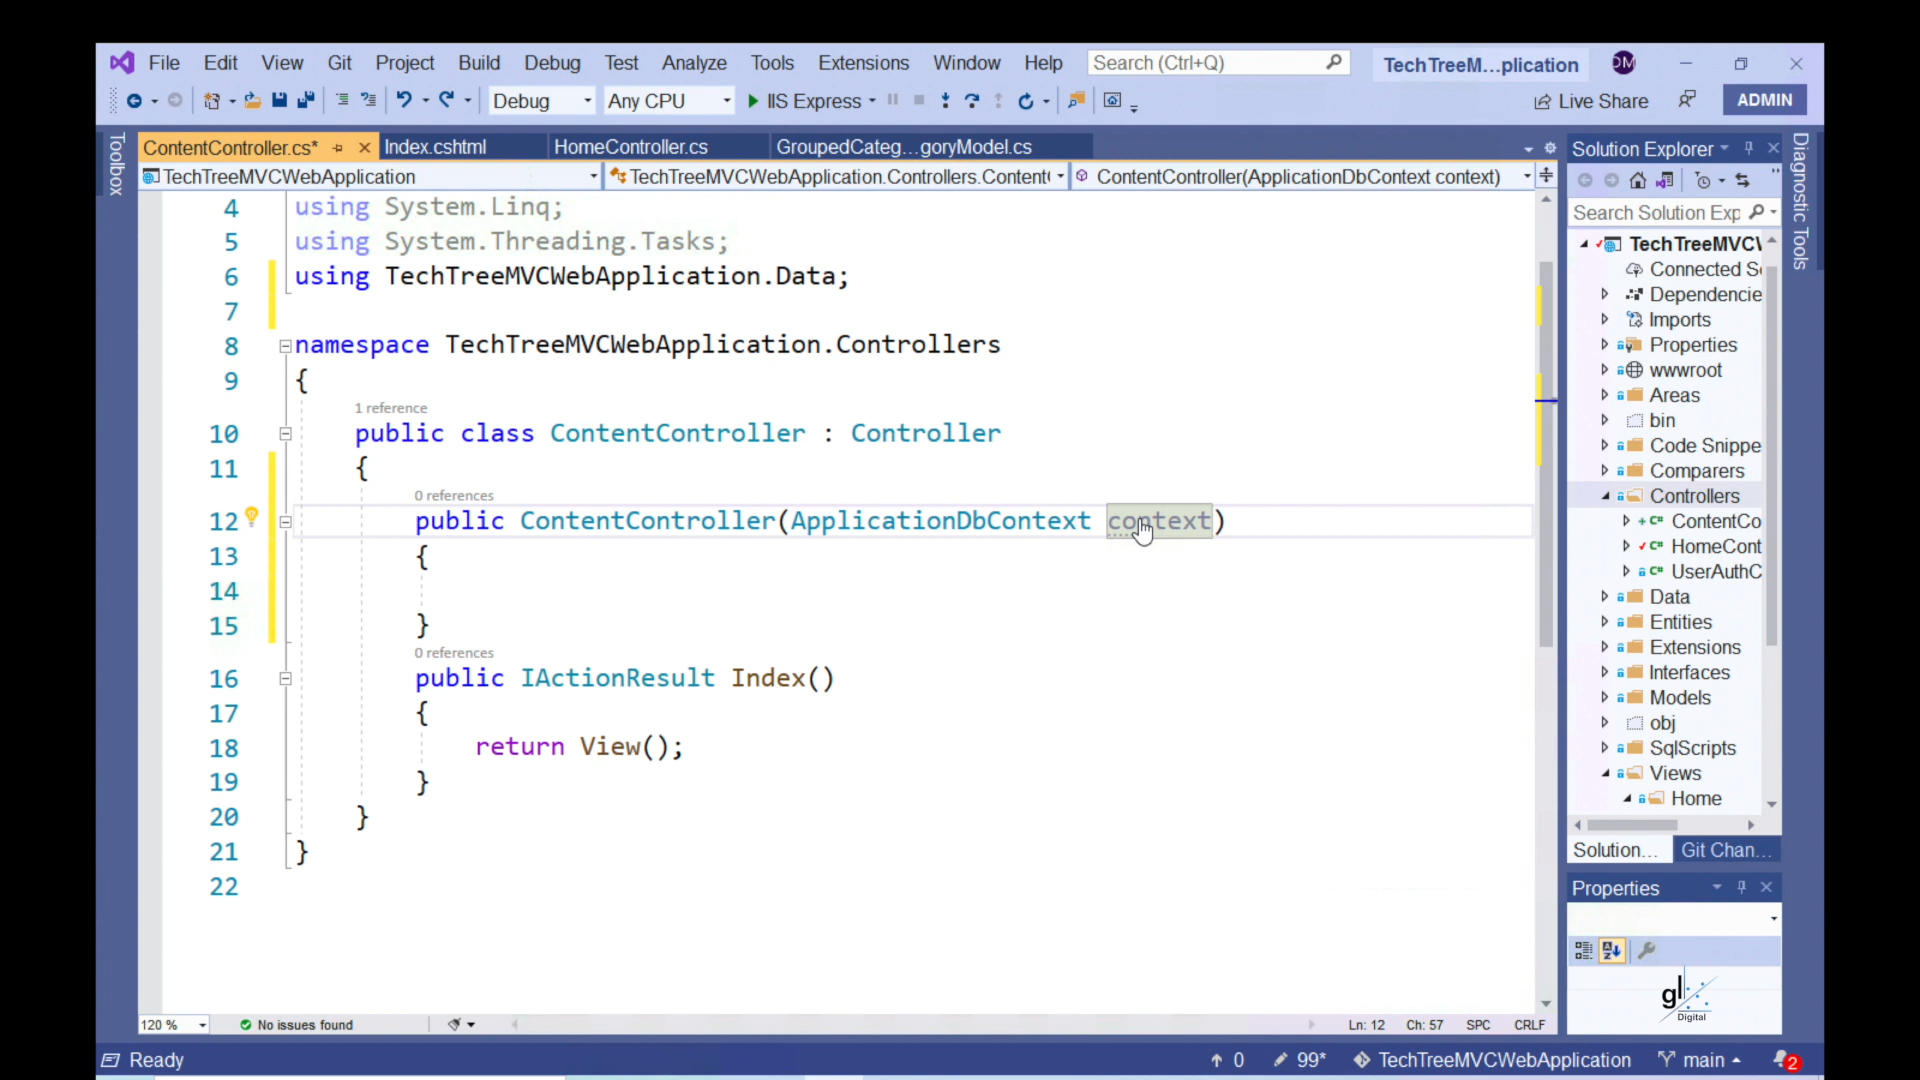 File Edit View Git Project Build Debug Test Analyze Tools Extensions Window Help Search (Ctrl+Q) TechTreeM...plication DM
Debug Any CPU IIS Express Live Share ADMIN
Toolbox
ContentController.cs* Index.cshtml HomeController.cs GroupedCateg...goryModel.cs
TechTreeMVCWebApplication TechTreeMVCWebApplication.Controllers.Content ContentController(ApplicationDbContext context)
4 using System.Linq;
5 using System.Threading.Tasks;
6 using TechTreeMVCWebApplication.Data;
7
8 namespace TechTreeMVCWebApplication.Controllers
9 {
1 reference
10 public class ContentController : Controller
11 {
0 references
12 public ContentController(ApplicationDbContext context)
13 {
14
15 }
0 references
16 public IActionResult Index()
17 {
18 return View();
19 }
20 }
21 }
22
120 % No issues found Ln: 12 Ch: 57 SPC CRLF
Solution Explorer
Search Solution Exp
TechTreeMVCV
Connected Se
Dependencie
Imports
Properties
wwwroot
Areas
bin
Code Snippe
Comparers
Controllers
C# ContentCo
C# HomeCont
C# UserAuthC
Data
Entities
Extensions
Interfaces
Models
obj
SqlScripts
Views
Home
Solution... Git Chan...
Properties
gl
Digital
Diagnostic Tools
Ready 0 99* TechTreeMVCWebApplication main 2